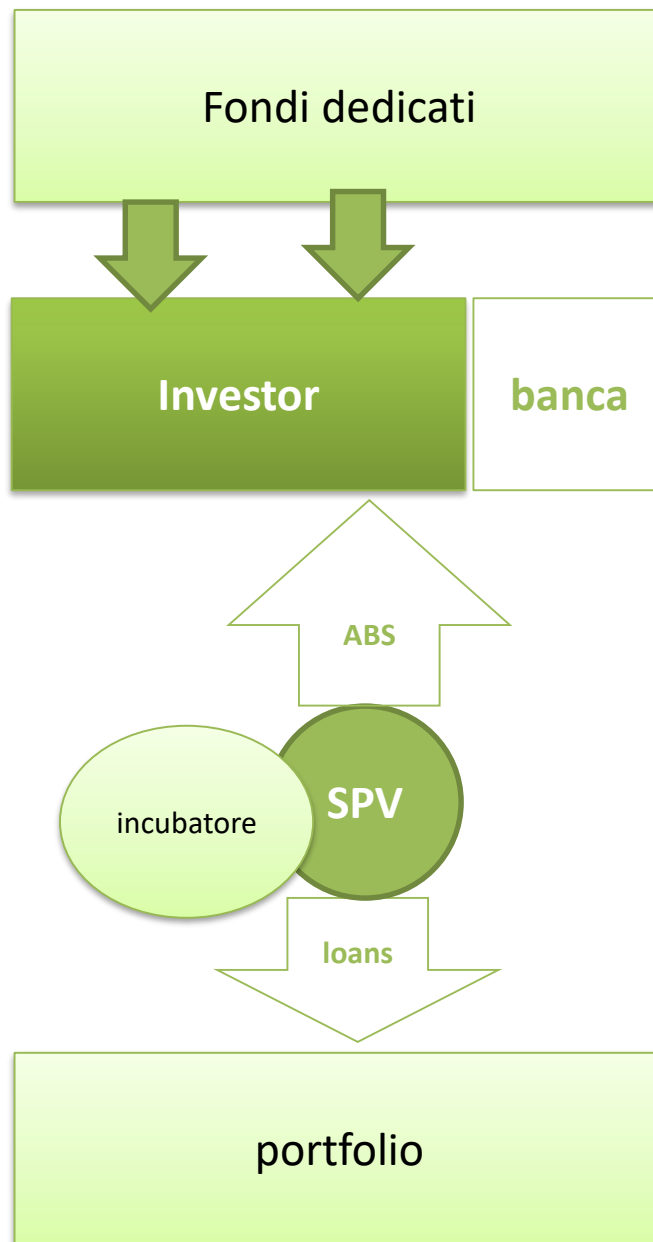 Fondi dedicati
Investor
banca
ABS
SPV
incubatore
loans
portfolio